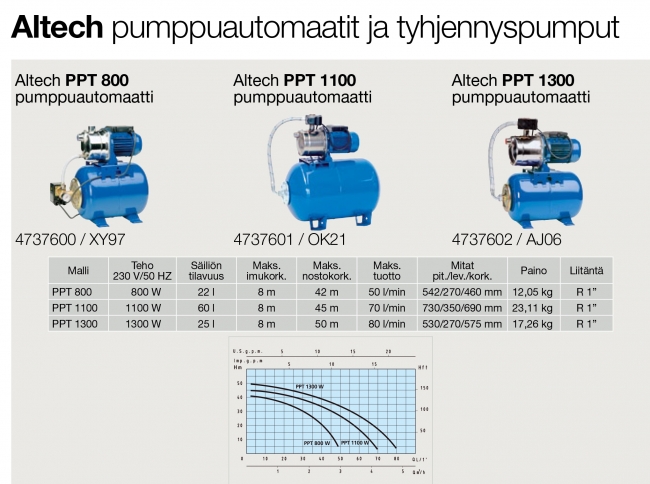 Altech pumppuautomaatit ja tyhjennyspumput
Altech PPT 800
pumppuautomaatti
4737600 / XY97
Altech PPT 1100
pumppuautomaatti
4737601 / OK21
Altech PPT 1300
pumppuautomaatti
4737602 / AJ06
Malli Teho 230 V/50 HZ Säiliön tilavuus Maks. imukork. Maks. nostokork. Maks. tuotto Mitat pit./lev./kork. Paino Liitäntä
PPT 800 800 W 22 l 8 m 42 m 50 l/min 542/270/460 mm 12,05 kg R 1”
PPT 1100 1100 W 60 l 8 m 45 m 70 l/min 730/350/690 mm 23,11 kg R 1”
PPT 1300 1300 W 25 l 8 m 50 m 80 l/min 530/270/575 mm 17,26 kg R 1”
U.S.g.p.m. 5 10 15 20
Imp.g.p.m. 5 10 15
Hm HFT
50 150
40
30 100
20 50
10
PPT 1300 W
PPT 800 W PPT 1100 W
0 10 20 30 40 50 60 70 80 QL/1'
1 2 3 4 5 Qm³/h